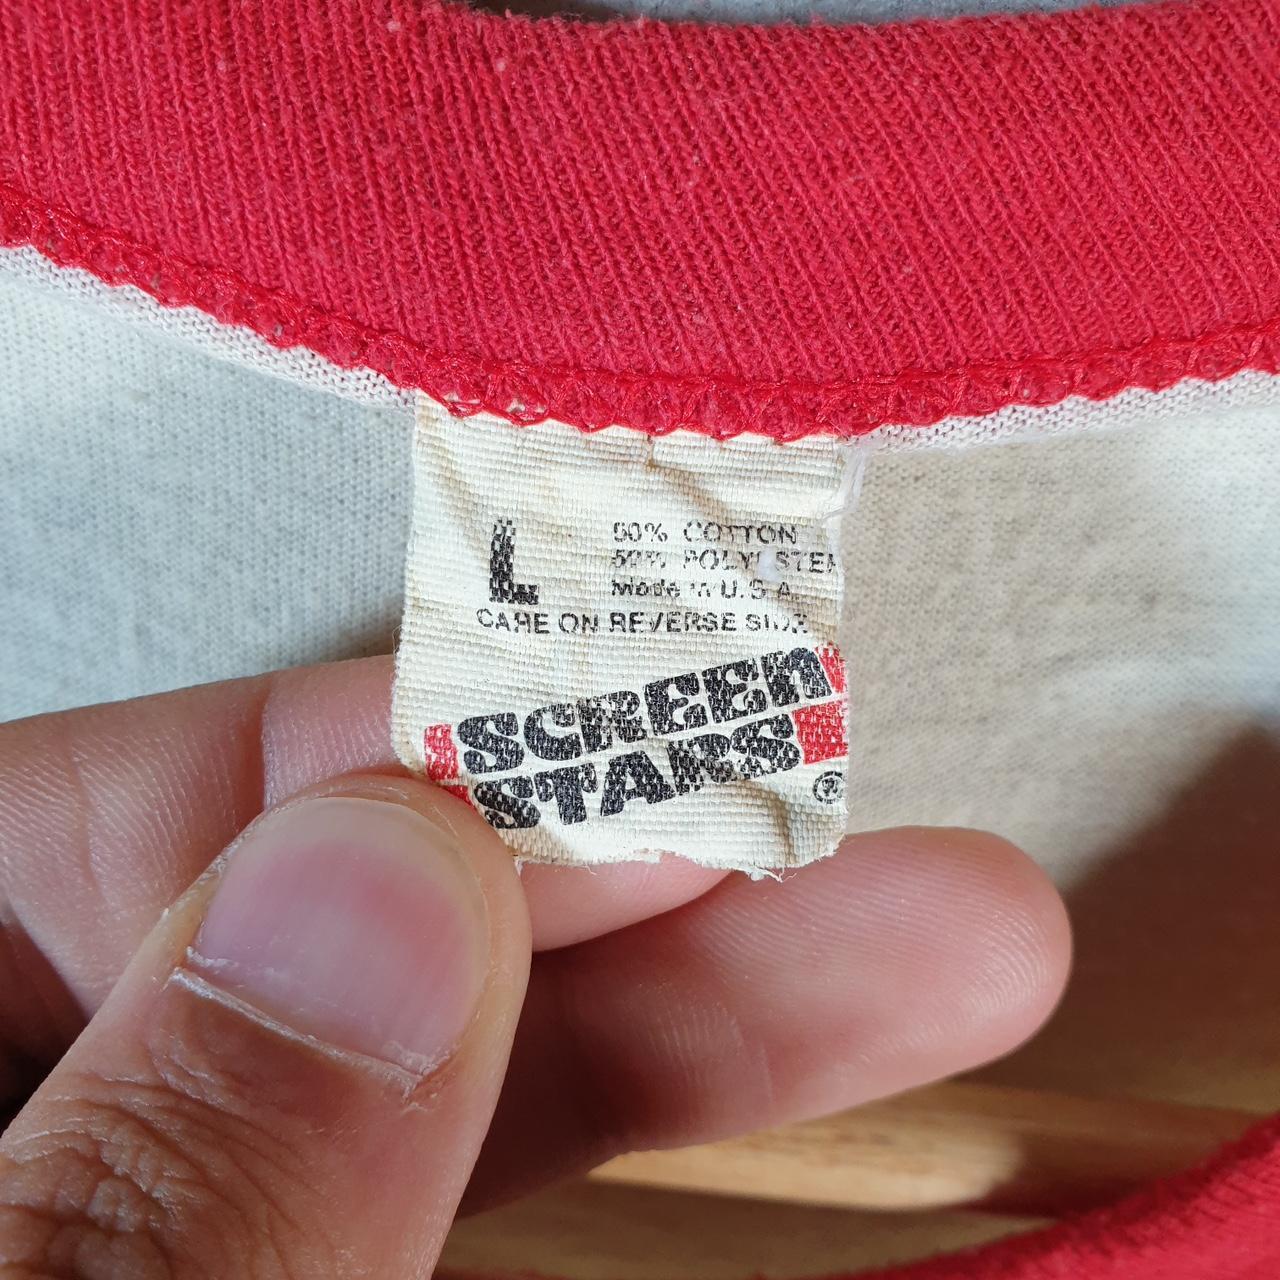 L
50% COTTON
50% POLYESTER
Made in U.S.A.
CARE ON REVERSE SIDE
SCREEN
STARS
®